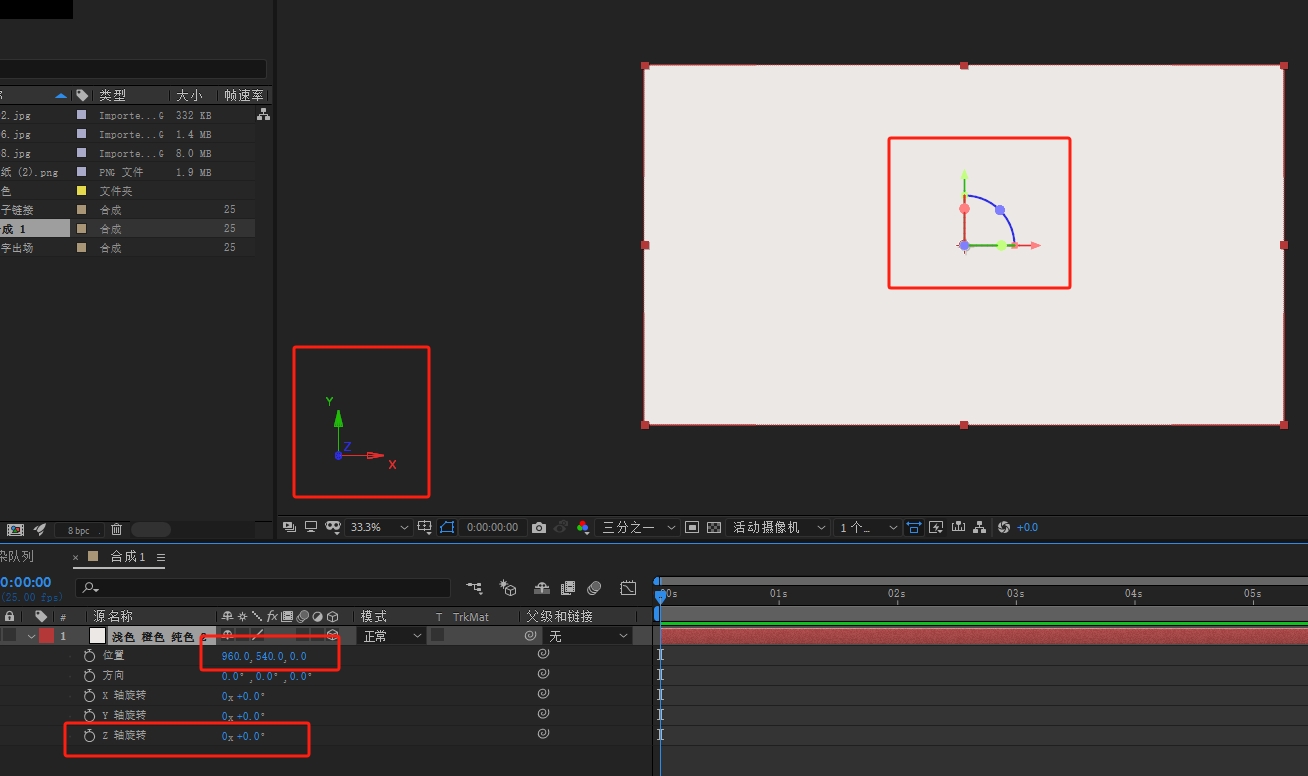 类型 大小 帧速率
2.jpg Importe...G 332 KB
6.jpg Importe...G 1.4 MB
8.jpg Importe...G 8.0 MB
纸 (2).png PNG 文件 1.9 MB
色 文件夹
子链接 合成 25
成 1 合成 25
字出场 合成 25
Y
Z
X
8 bpc
33.3%
0:00:00:00
三分之一
活动摄像机
1 个...
+0.0
染队列
× 合成 1
0:00:00
(25.00 fps)
:00s 01s 02s 03s 04s 05s
# 源名称 fx 模式 T TrkMat 父级和链接
1 浅色 橙色 纯色 2 正常 无
位置 960.0,540.0,0.0
方向 0.0°,0.0°,0.0°
X 轴旋转 0x+0.0°
Y 轴旋转 0x+0.0°
Z 轴旋转 0x+0.0°